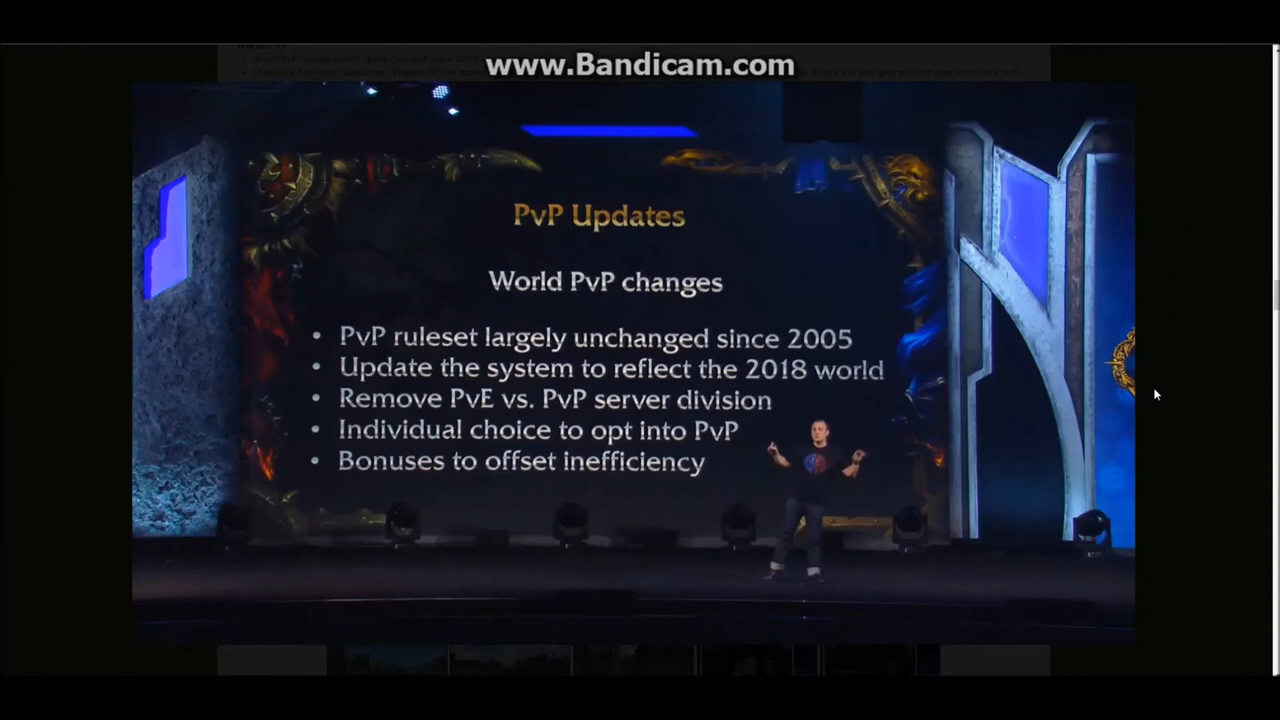 www.Bandicam.com
PvP Updates
World PvP changes
• PvP ruleset largely unchanged since 2005
• Update the system to reflect the 2018 world
• Remove PvE vs. PvP server division
• Individual choice to opt into PvP
• Bonuses to offset inefficiency